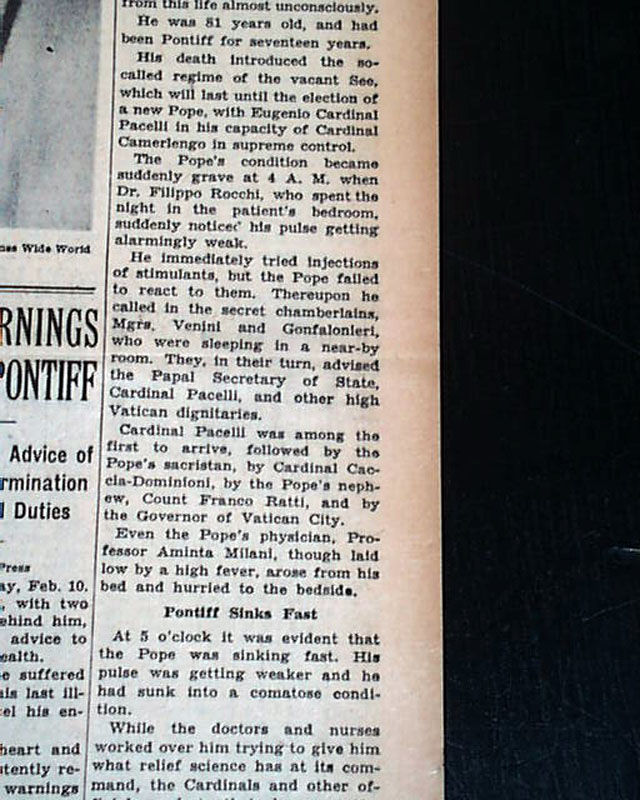 nes Wide World
RNINGS
PONTIFF
Advice of
rmination
l Duties
Press
ay, Feb. 10.
, with two
ehind him,
advice to
ealth.
e suffered
is last ill-
el his en-
heart and
tently re-
warnings
from this life almost unconsciously.
He was 81 years old, and had
been Pontiff for seventeen years.
His death introduced the so-
called regime of the vacant See,
which will last until the election of
a new Pope, with Eugenio Cardinal
Pacelli in his capacity of Cardinal
Camerlengo in supreme control.
The Pope's condition became
suddenly grave at 4 A. M. when
Dr. Filippo Rocchi, who spent the
night in the patient's bedroom,
suddenly noticed his pulse getting
alarmingly weak.
He immediately tried injections
of stimulants, but the Pope failed
to react to them. Thereupon he
called in the secret chamberlains,
Mgrs. Venini and Gonfalonieri,
who were sleeping in a near-by
room. They, in their turn, advised
the Papal Secretary of State,
Cardinal Pacelli, and other high
Vatican dignitaries.
Cardinal Pacelli was among the
first to arrive, followed by the
Pope's sacristan, by Cardinal Cac-
cia-Dominioni, by the Pope's neph-
ew, Count Franco Ratti, and by
the Governor of Vatican City.
Even the Pope's physician, Pro-
fessor Aminta Milani, though laid
low by a high fever, arose from his
bed and hurried to the bedside.
Pontiff Sinks Fast
At 5 o'clock it was evident that
the Pope was sinking fast. His
pulse was getting weaker and he
had sunk into a comatose condi-
tion.
While the doctors and nurses
worked over him trying to give him
what relief science has at its com-
mand, the Cardinals and other of-